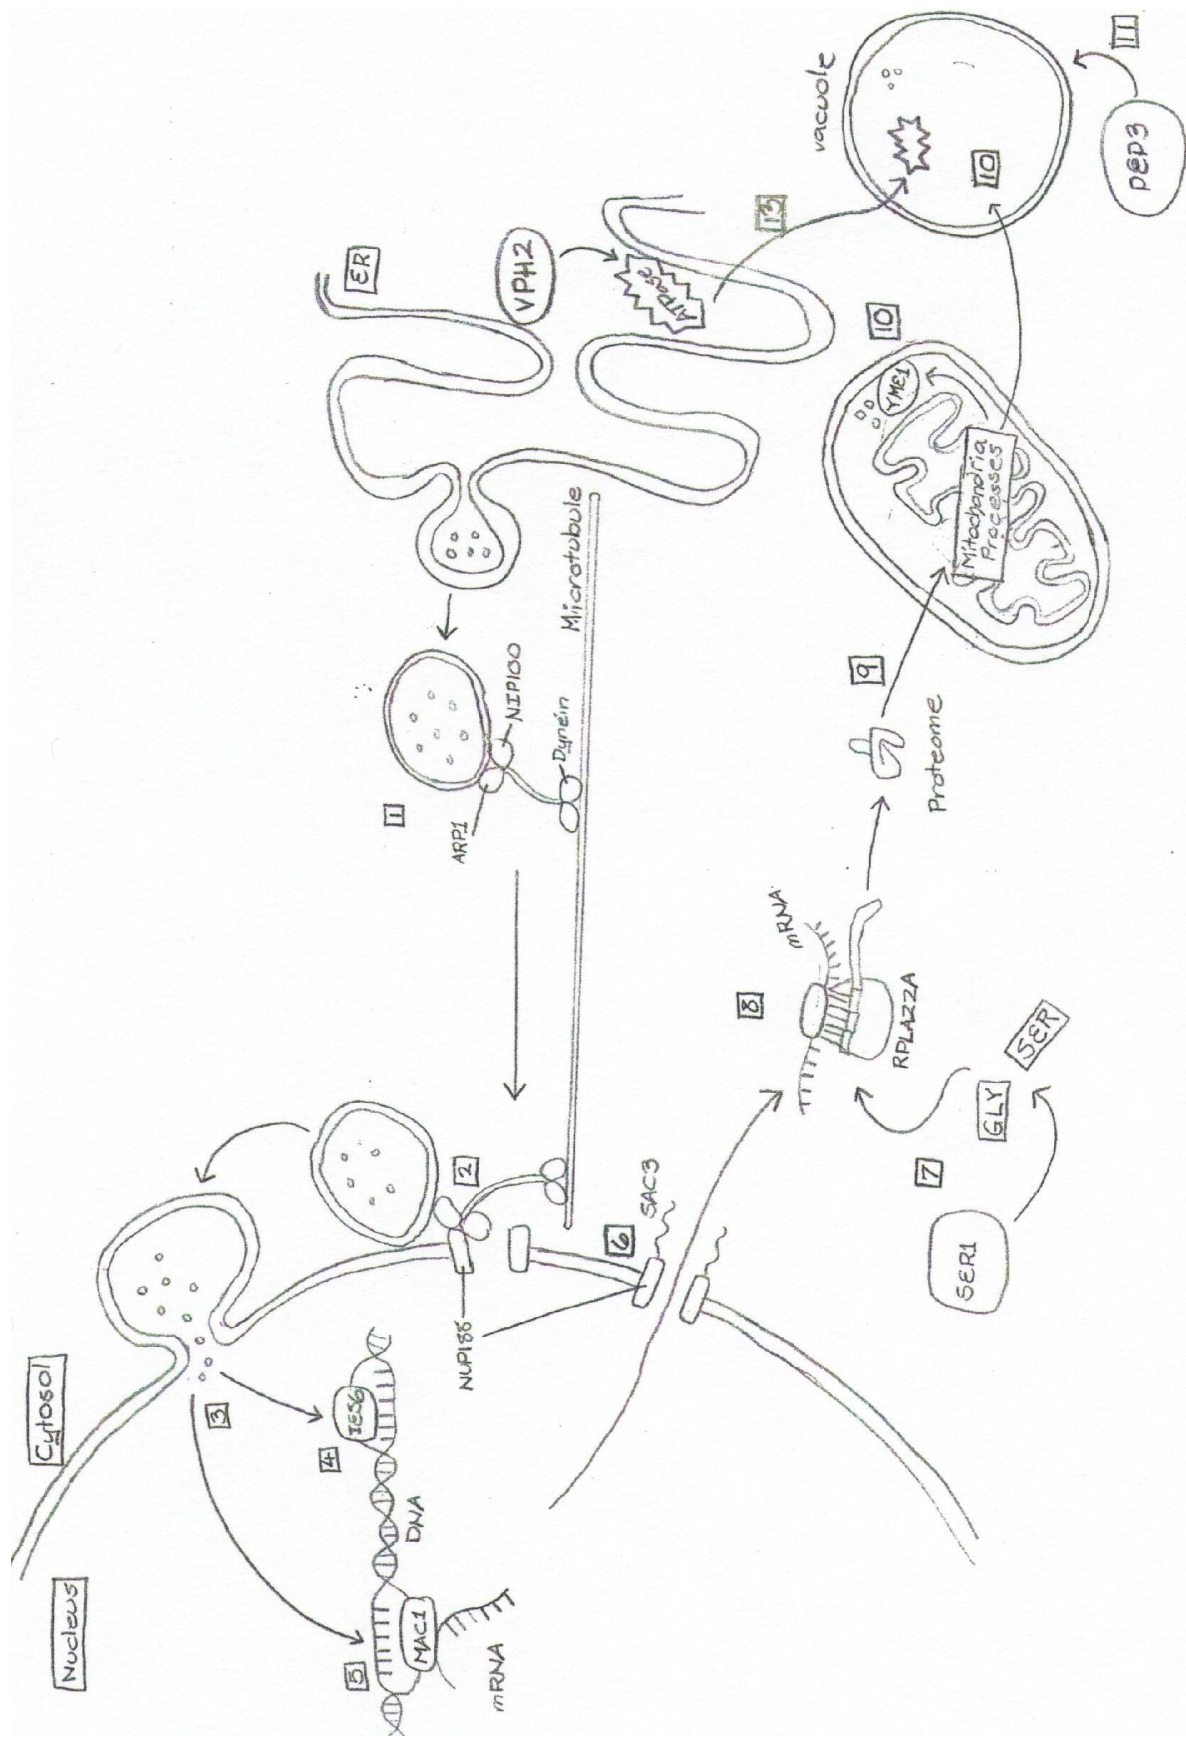 Nucleus
Cytosol
ER
3
4
IES6
5
MAC1
mRNA
DNA
NUP188
2
1
ARP1
NIP100
Dynein
Microtubule
VPH2
ATPase
13
vacuole
10
11
PEP3
6
SAC3
8
mRNA
RPLA22A
7
SER1
GLY
SER
9
Proteome
10
YME1
Mitochondria
Processes